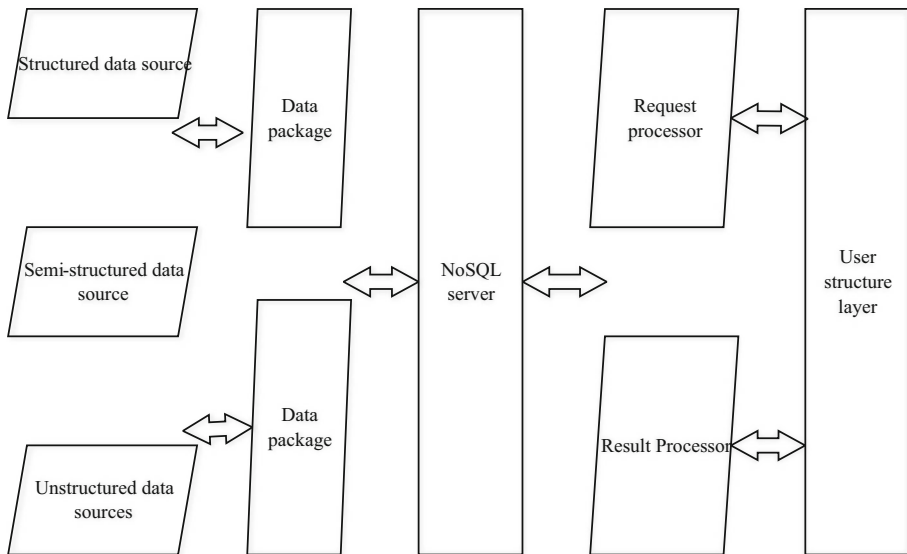 Structured data source
Data
package
Request
processor
Semi-structured data
source
NoSQL
server
User
structure
layer
Data
package
Result Processor
Unstructured data
sources